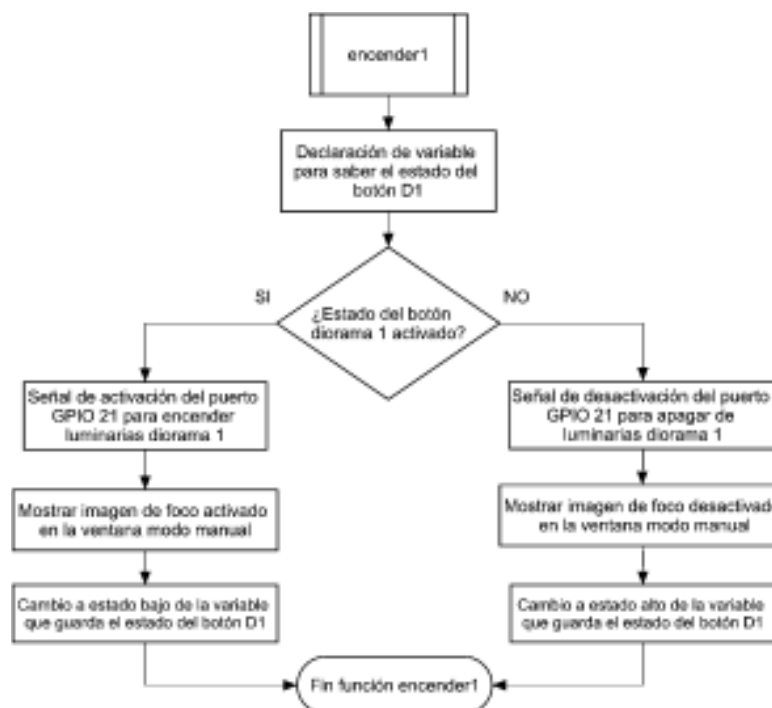 encender1
Declaración de variable
para saber el estado del
botón D1
SI
NO
¿Estado del botón
diorama 1 activado?
Señal de activación del puerto
GPIO 21 para encender
luminarias diorama 1
Señal de desactivación del puerto
GPIO 21 para apagar de
luminarias diorama 1
Mostrar imagen de foco activado
en la ventana modo manual
Mostrar imagen de foco desactivado
en la ventana modo manual
Cambio a estado bajo de la variable
que guarda el estado del botón D1
Cambio a estado alto de la variable
que guarda el estado del botón D1
Fin función encender1